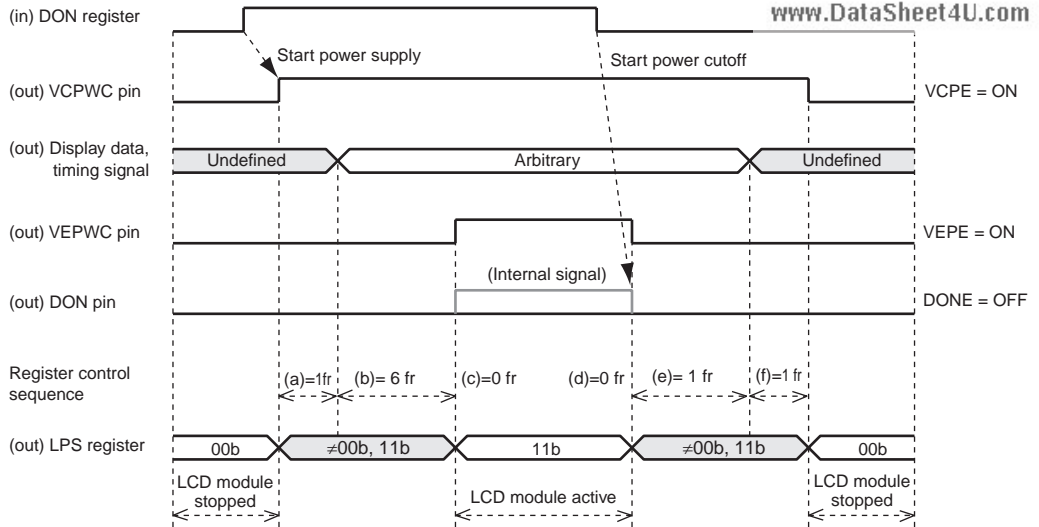 www.DataSheet4U.com
(in) DON register
Start power supply
Start power cutoff
(out) VCPWC pin
VCPE = ON
(out) Display data,
timing signal
Undefined
Arbitrary
Undefined
(out) VEPWC pin
VEPE = ON
(Internal signal)
(out) DON pin
DONE = OFF
Register control
sequence
(a)=1fr
(b)= 6 fr
(c)=0 fr
(d)=0 fr
(e)= 1 fr
(f)=1 fr
(out) LPS register
00b
≠00b, 11b
11b
≠00b, 11b
00b
LCD module
stopped
LCD module active
LCD module
stopped